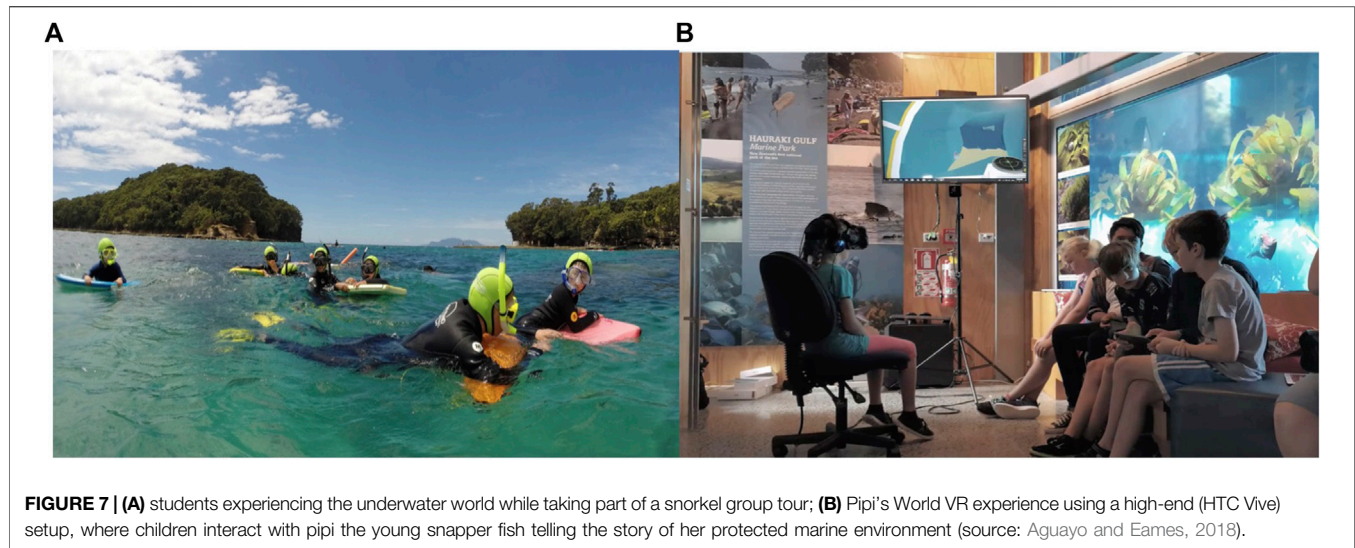 A
B
HAURAKI GULF
Marine Park
FIGURE 7 | (A) students experiencing the underwater world while taking part of a snorkel group tour; (B) Pipi's World VR experience using a high-end (HTC Vive)
setup, where children interact with pipi the young snapper fish telling the story of her protected marine environment (source: Aguayo and Eames, 2018).